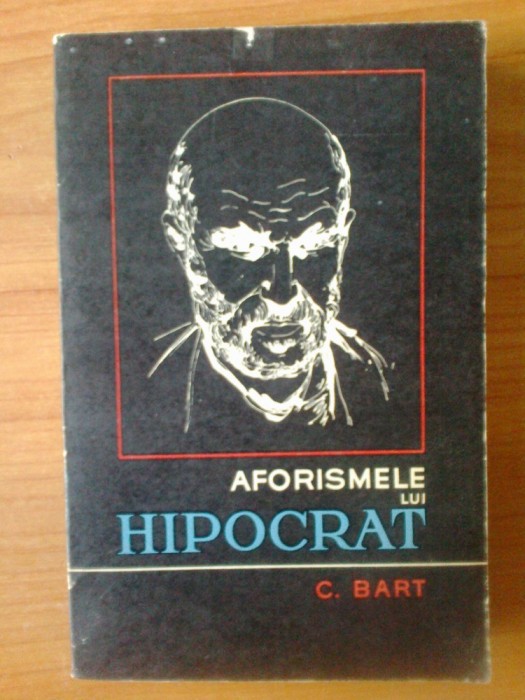 AFORISMELE
LUI
HIPOCRAT
C. BART